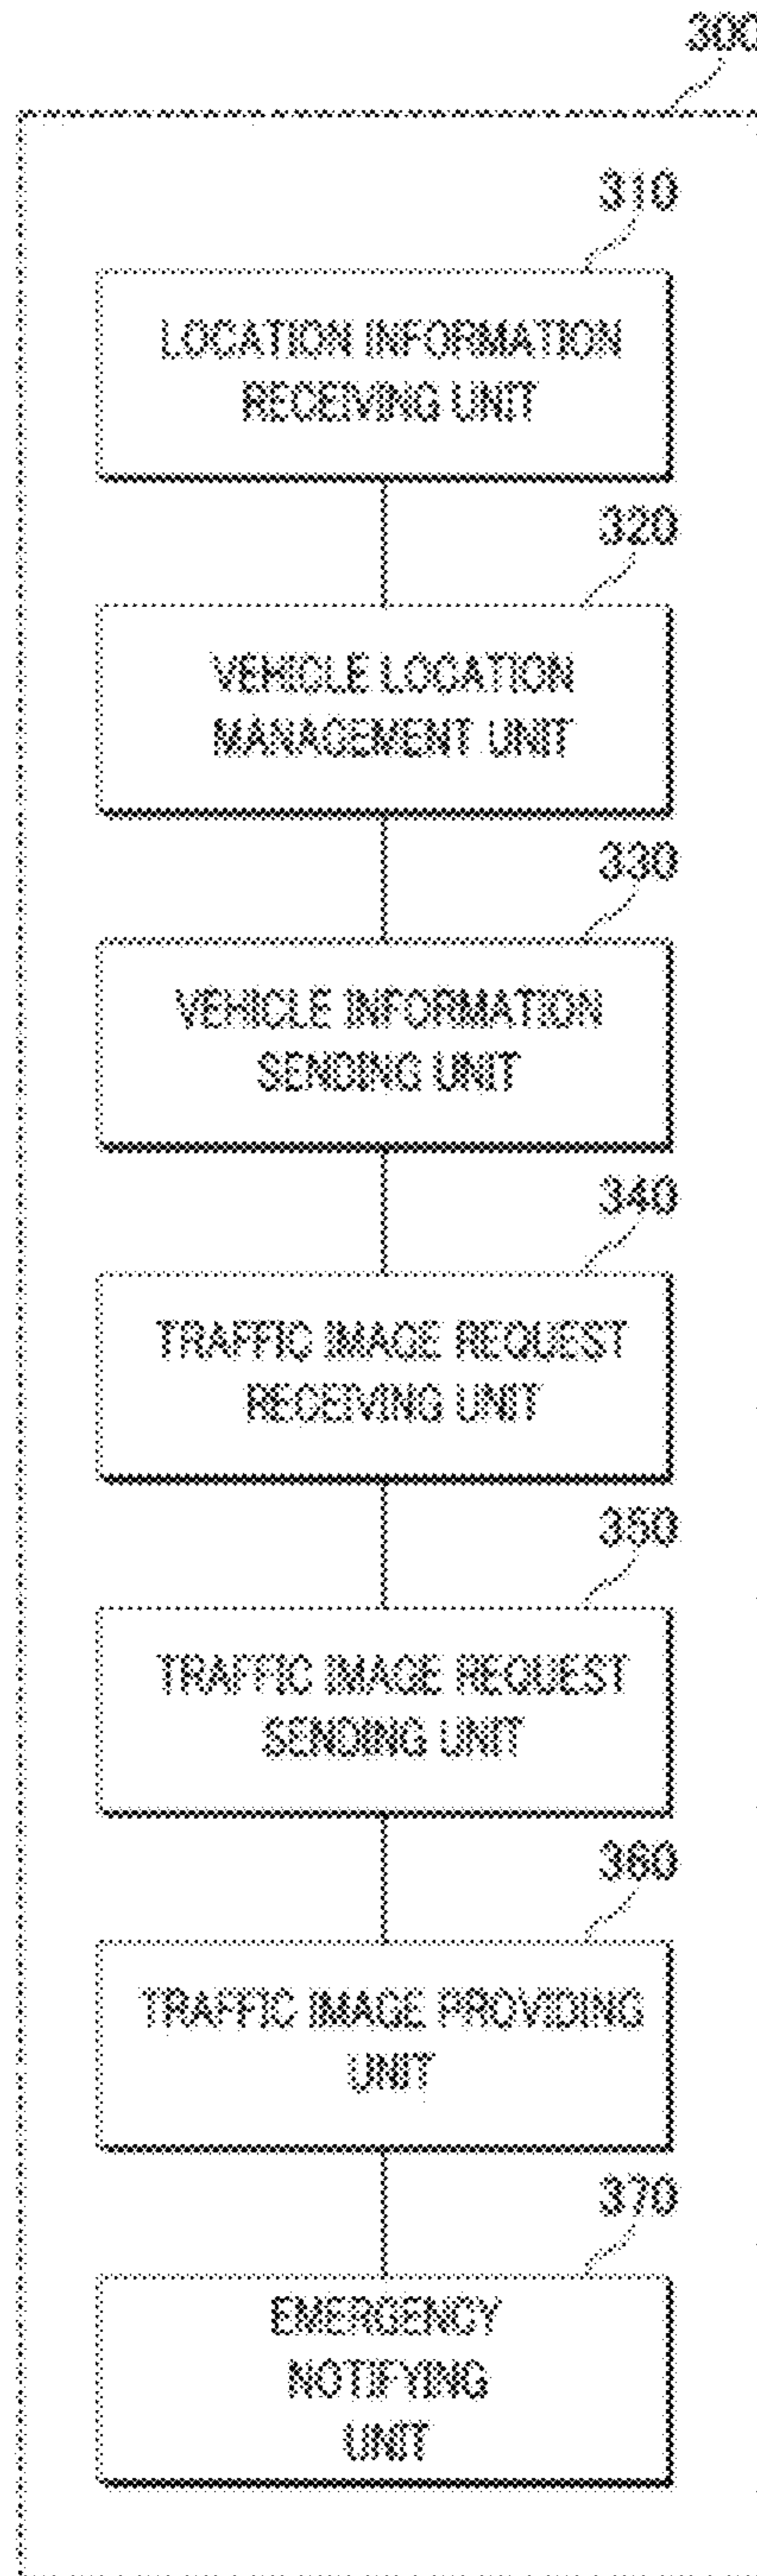 300
310
LOCATION INFORMATION
RECEIVING UNIT
320
VEHICLE LOCATION
MANAGEMENT UNIT
330
VEHICLE INFORMATION
SENDING UNIT
340
TRAFFIC IMAGE REQUEST
RECEIVING UNIT
350
TRAFFIC IMAGE REQUEST
SENDING UNIT
360
TRAFFIC IMAGE PROVIDING
UNIT
370
EMERGENCY
NOTIFYING
UNIT